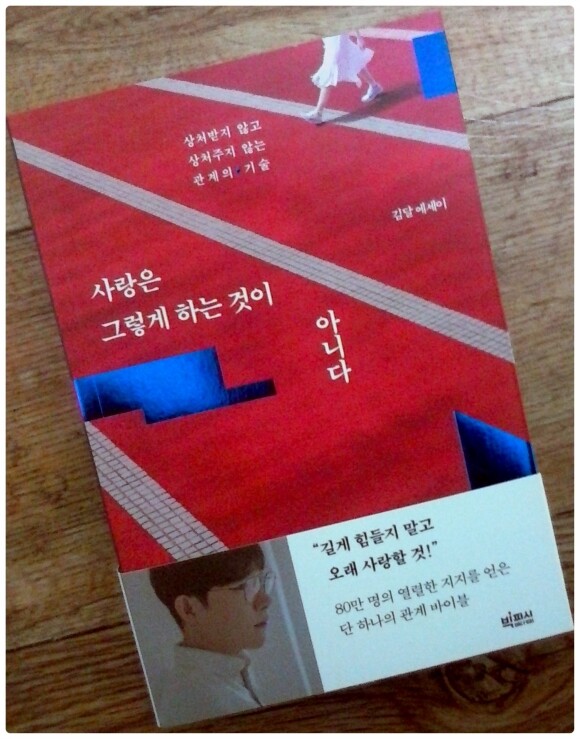 상처받지 않고
상처주지 않는
관계의 기술
김달 에세이
사랑은
그렇게 하는 것이
아니다
“길게 힘들지 말고
오래 사랑할 것!”
80만 명의 열렬한 지지를 얻은
단 하나의 관계 바이블
빅피시